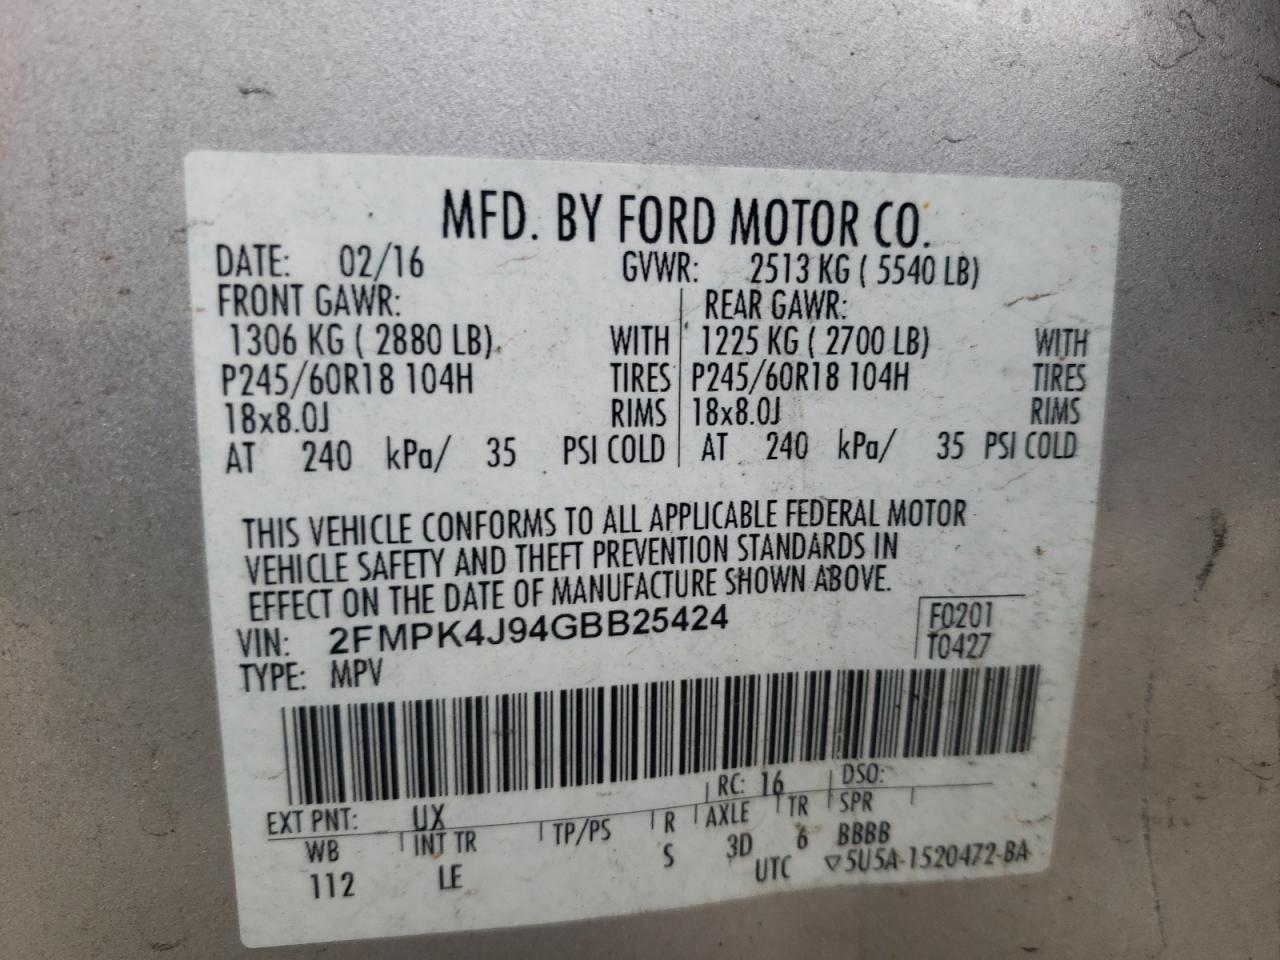 MFD. BY FORD MOTOR CO.
DATE: 02/16 GVWR: 2513 KG ( 5540 LB)
FRONT GAWR: REAR GAWR:
1306 KG ( 2880 LB) WITH 1225 KG ( 2700 LB) WITH
P245/60R18 104H TIRES P245/60R18 104H TIRES
18x8.0J RIMS 18x8.0J RIMS
AT 240 kPa/ 35 PSI COLD AT 240 kPa/ 35 PSI COLD
THIS VEHICLE CONFORMS TO ALL APPLICABLE FEDERAL MOTOR
VEHICLE SAFETY AND THEFT PREVENTION STANDARDS IN
EFFECT ON THE DATE OF MANUFACTURE SHOWN ABOVE.
VIN: 2FMPK4J94GBB25424 F0201
TYPE: MPV T0427
EXT PNT: UX RC: 16 DSO:
WB INT TR TP/PS R AXLE TR SPR
112 LE S 3D 6 BBBB
UTC ▽5U5A-1520472-BA